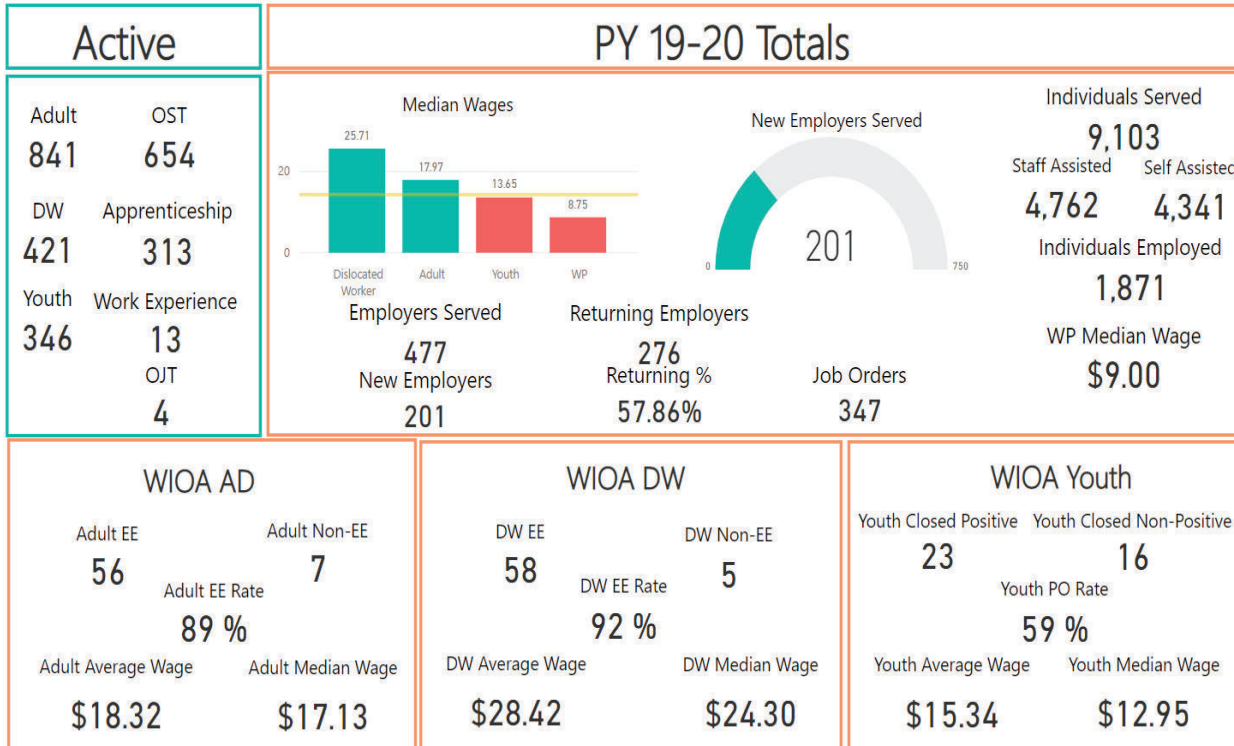 Active
PY 19-20 Totals
Adult OST
841 654
DW Apprenticeship
421 313
Youth Work Experience
346 13
OJT
4
Median Wages
25.71
20
17.97
13.65
8.75
0
Dislocated Worker
Adult
Youth
WP
New Employers Served
201
0
750
Employers Served
477
Returning Employers
276
New Employers
201
Returning %
57.86%
Job Orders
347
Individuals Served
9,103
Staff Assisted Self Assisted
4,762 4,341
Individuals Employed
1,871
WP Median Wage
$9.00
WIOA AD
Adult EE Adult Non-EE
56 7
Adult EE Rate
89 %
Adult Average Wage Adult Median Wage
$18.32 $17.13
WIOA DW
DW EE DW Non-EE
58 5
DW EE Rate
92 %
DW Average Wage DW Median Wage
$28.42 $24.30
WIOA Youth
Youth Closed Positive Youth Closed Non-Positive
23 16
Youth PO Rate
59 %
Youth Average Wage Youth Median Wage
$15.34 $12.95